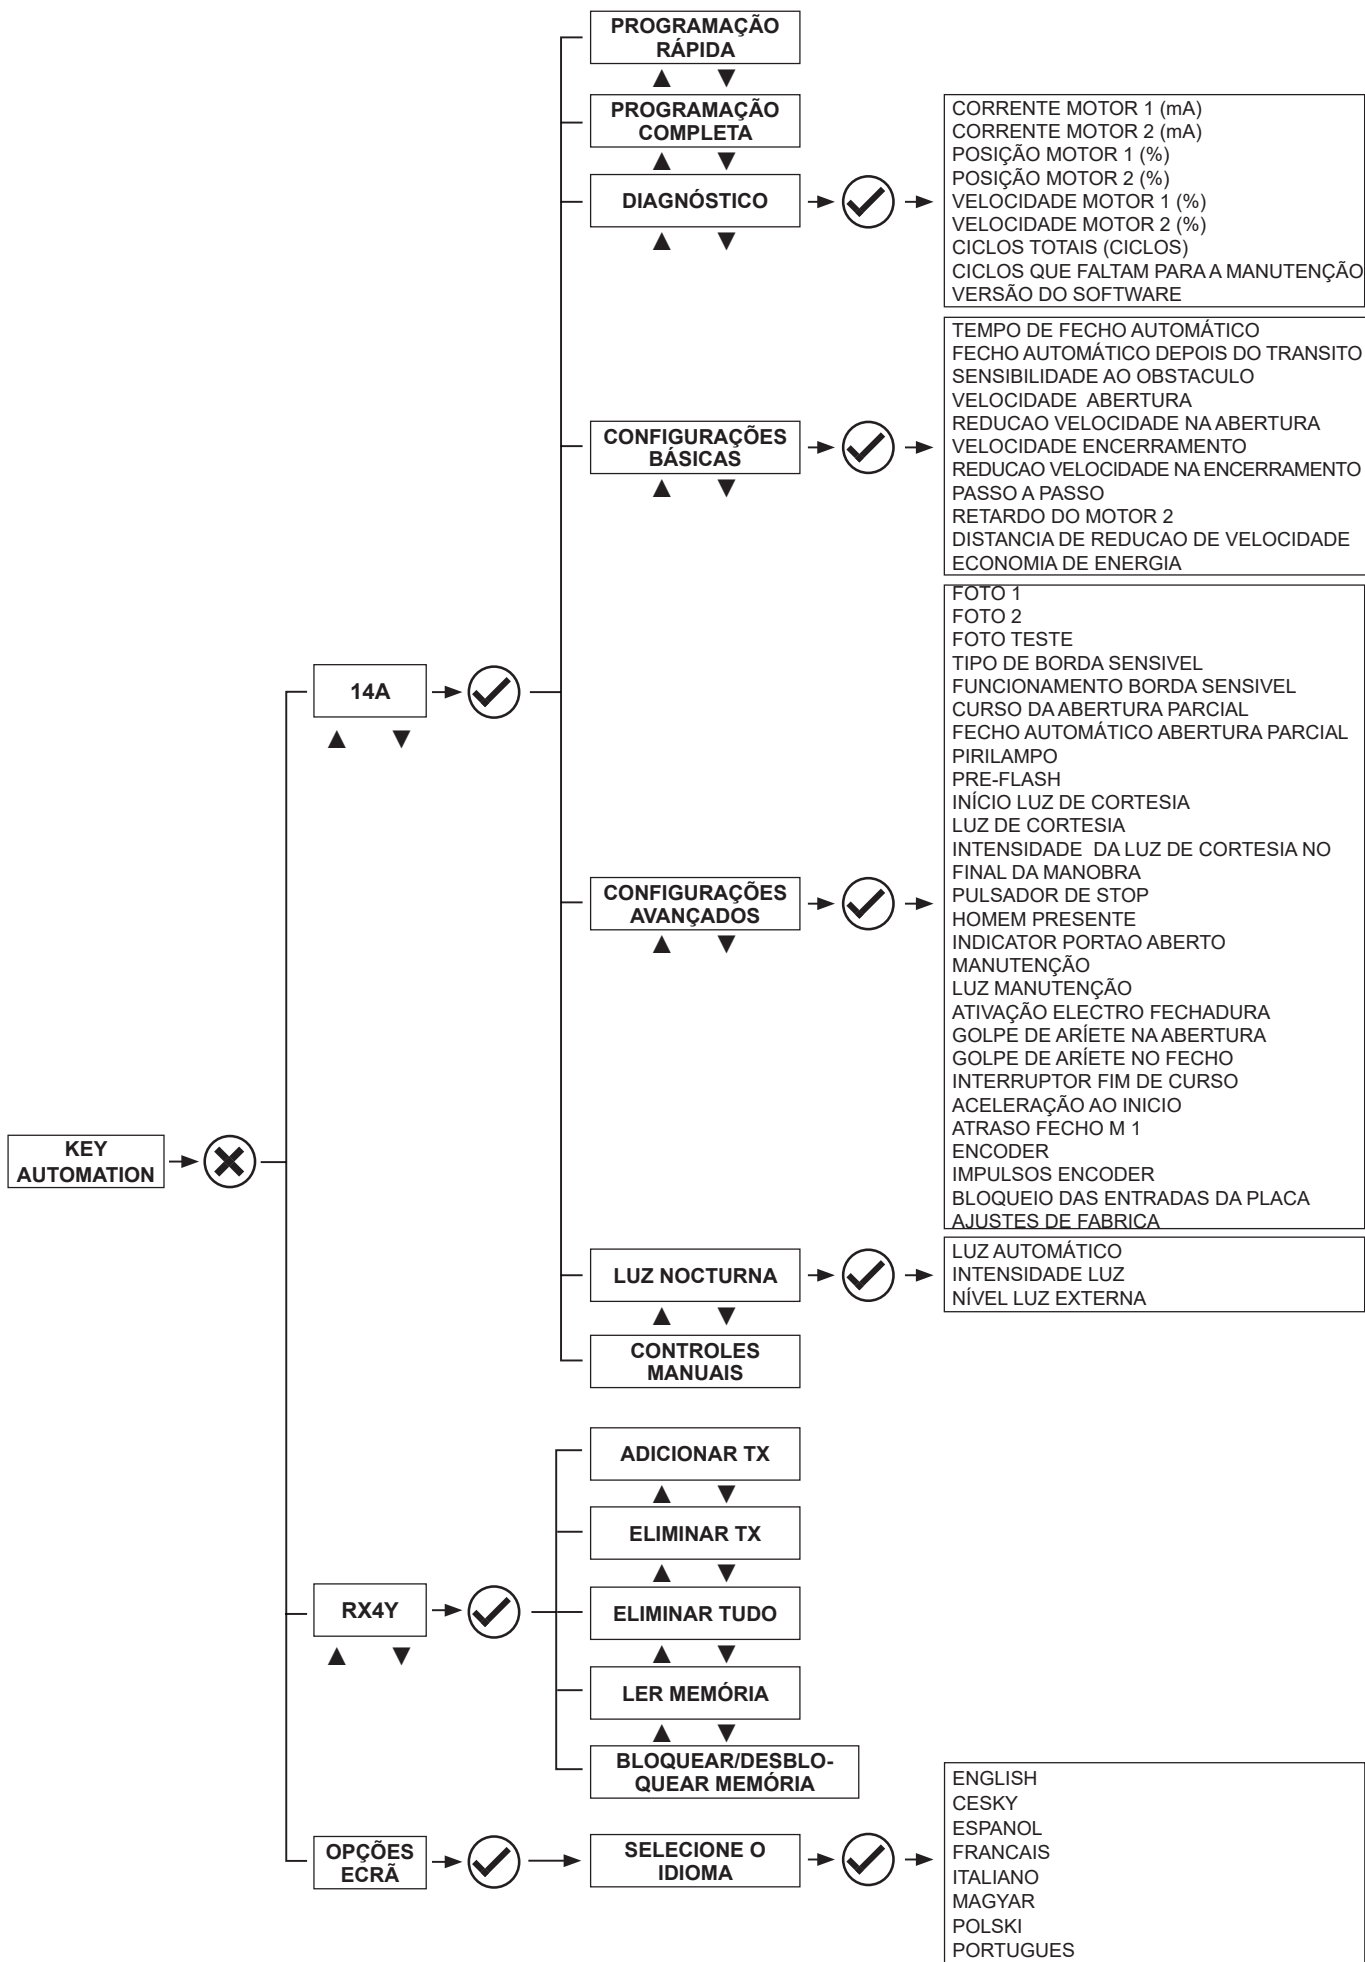 PROGRAMAÇÃO
RÁPIDA
PROGRAMAÇÃO
COMPLETA
DIAGNÓSTICO
CORRENTE MOTOR 1 (mA)
CORRENTE MOTOR 2 (mA)
POSIÇÃO MOTOR 1 (%)
POSIÇÃO MOTOR 2 (%)
VELOCIDADE MOTOR 1 (%)
VELOCIDADE MOTOR 2 (%)
CICLOS TOTAIS (CICLOS)
CICLOS QUE FALTAM PARA A MANUTENÇÃO
VERSÃO DO SOFTWARE
CONFIGURAÇÕES
BÁSICAS
TEMPO DE FECHO AUTOMÁTICO
FECHO AUTOMÁTICO DEPOIS DO TRANSITO
SENSIBILIDADE AO OBSTACULO
VELOCIDADE ABERTURA
REDUCAO VELOCIDADE NA ABERTURA
VELOCIDADE ENCERRAMENTO
REDUCAO VELOCIDADE NA ENCERRAMENTO
PASSO A PASSO
RETARDO DO MOTOR 2
DISTANCIA DE REDUCAO DE VELOCIDADE
ECONOMIA DE ENERGIA
14A
CONFIGURAÇÕES
AVANÇADOS
FOTO 1
FOTO 2
FOTO TESTE
TIPO DE BORDA SENSIVEL
FUNCIONAMENTO BORDA SENSIVEL
CURSO DA ABERTURA PARCIAL
FECHO AUTOMÁTICO ABERTURA PARCIAL
PIRILAMPO
PRE-FLASH
INÍCIO LUZ DE CORTESIA
LUZ DE CORTESIA
INTENSIDADE DA LUZ DE CORTESIA NO
FINAL DA MANOBRA
PULSADOR DE STOP
HOMEM PRESENTE
INDICATOR PORTAO ABERTO
MANUTENÇÃO
LUZ MANUTENÇÃO
ATIVAÇÃO ELECTRO FECHADURA
GOLPE DE ARÍETE NA ABERTURA
GOLPE DE ARÍETE NO FECHO
INTERRUPTOR FIM DE CURSO
ACELERAÇÃO AO INICIO
ATRASO FECHO M 1
ENCODER
IMPULSOS ENCODER
BLOQUEIO DAS ENTRADAS DA PLACA
AJUSTES DE FABRICA
KEY
AUTOMATION
LUZ NOCTURNA
LUZ AUTOMÁTICO
INTENSIDADE LUZ
NÍVEL LUZ EXTERNA
CONTROLES
MANUAIS
ADICIONAR TX
ELIMINAR TX
RX4Y
ELIMINAR TUDO
LER MEMÓRIA
BLOQUEAR/DESBLO-
QUEAR MEMÓRIA
OPÇÕES
ECRÃ
SELECIONE O
IDIOMA
ENGLISH
CESKY
ESPANOL
FRANCAIS
ITALIANO
MAGYAR
POLSKI
PORTUGUES